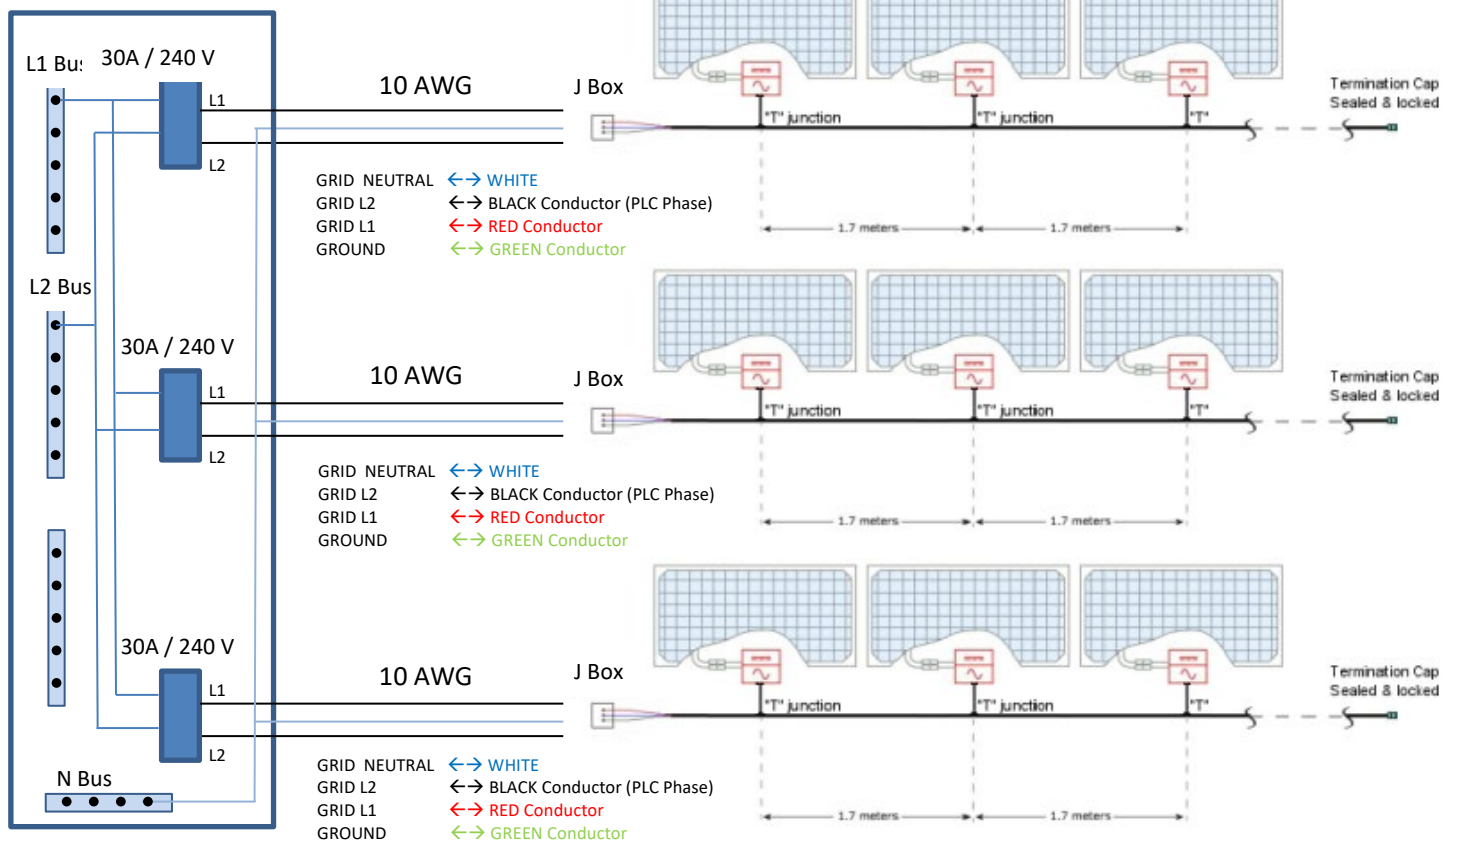 L1 Bus 30A / 240 V
L1
L2
10 AWG
J Box
"T" junction "T" junction "T"
Termination Cap
Sealed & locked
GRID NEUTRAL ←→ WHITE
GRID L2 ←→ BLACK Conductor (PLC Phase)
GRID L1 ←→ RED Conductor
GROUND ←→ GREEN Conductor
1.7 meters 1.7 meters
L2 Bus
30A / 240 V
L1
L2
10 AWG
J Box
"T" junction "T" junction "T"
Termination Cap
Sealed & locked
GRID NEUTRAL ←→ WHITE
GRID L2 ←→ BLACK Conductor (PLC Phase)
GRID L1 ←→ RED Conductor
GROUND ←→ GREEN Conductor
1.7 meters 1.7 meters
30A / 240 V
L1
L2
10 AWG
J Box
"T" junction "T" junction "T"
Termination Cap
Sealed & locked
N Bus
GRID NEUTRAL ←→ WHITE
GRID L2 ←→ BLACK Conductor (PLC Phase)
GRID L1 ←→ RED Conductor
GROUND ←→ GREEN Conductor
1.7 meters 1.7 meters